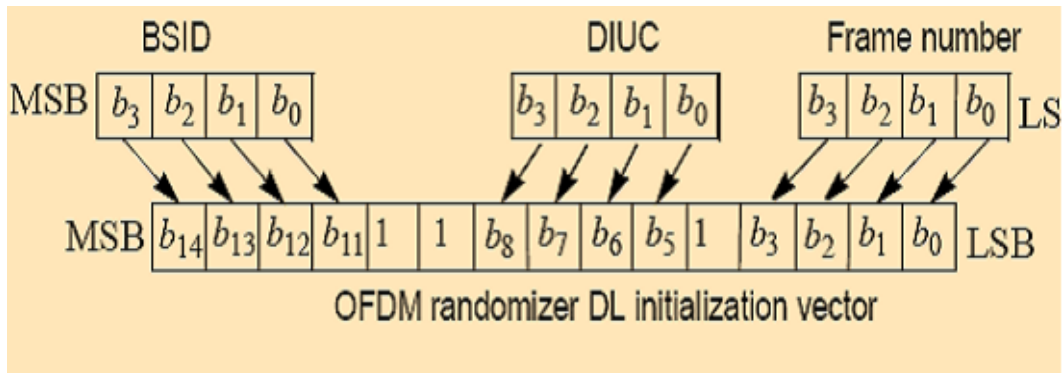 BSID DIUC Frame number
MSB b3 b2 b1 b0 b3 b2 b1 b0 b3 b2 b1 b0 LS
MSB b14 b13 b12 b11 1 1 b8 b7 b6 b5 1 b3 b2 b1 b0 LSB
OFDM randomizer DL initialization vector